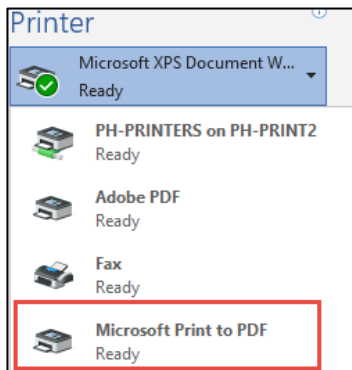 Printer
Microsoft XPS Document W...
Ready
PH-PRINTERS on PH-PRINT2
Ready
Adobe PDF
Ready
Fax
Ready
Microsoft Print to PDF
Ready